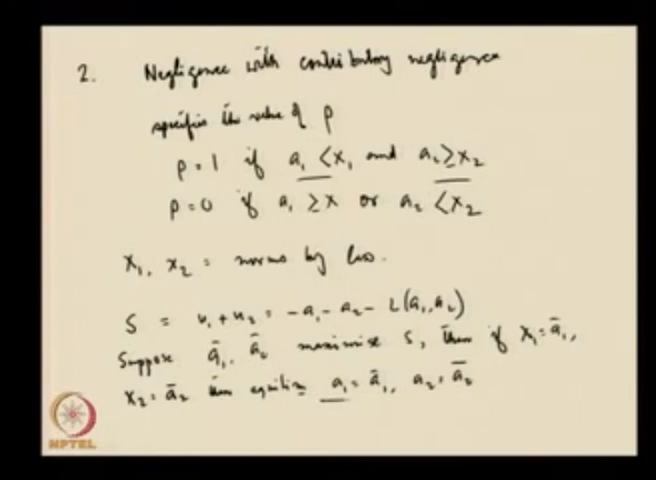 2. Negligence with contributory negligence
specifies the value of ρ
ρ = 1 if a₁ < x₁ and a₂ ≥ x₂
ρ = 0 if a₁ ≥ x or a₂ < x₂
x₁, x₂ = norms by law.
S = u₁ + u₂ = -a₁ - a₂ - L(a₁, a₂)
Suppose ā₁, ā₂ maximise S, then if x₁ = ā₁,
x₂ = ā₂ then a₁ = ā₁, a₂ = ā₂
NPTEL